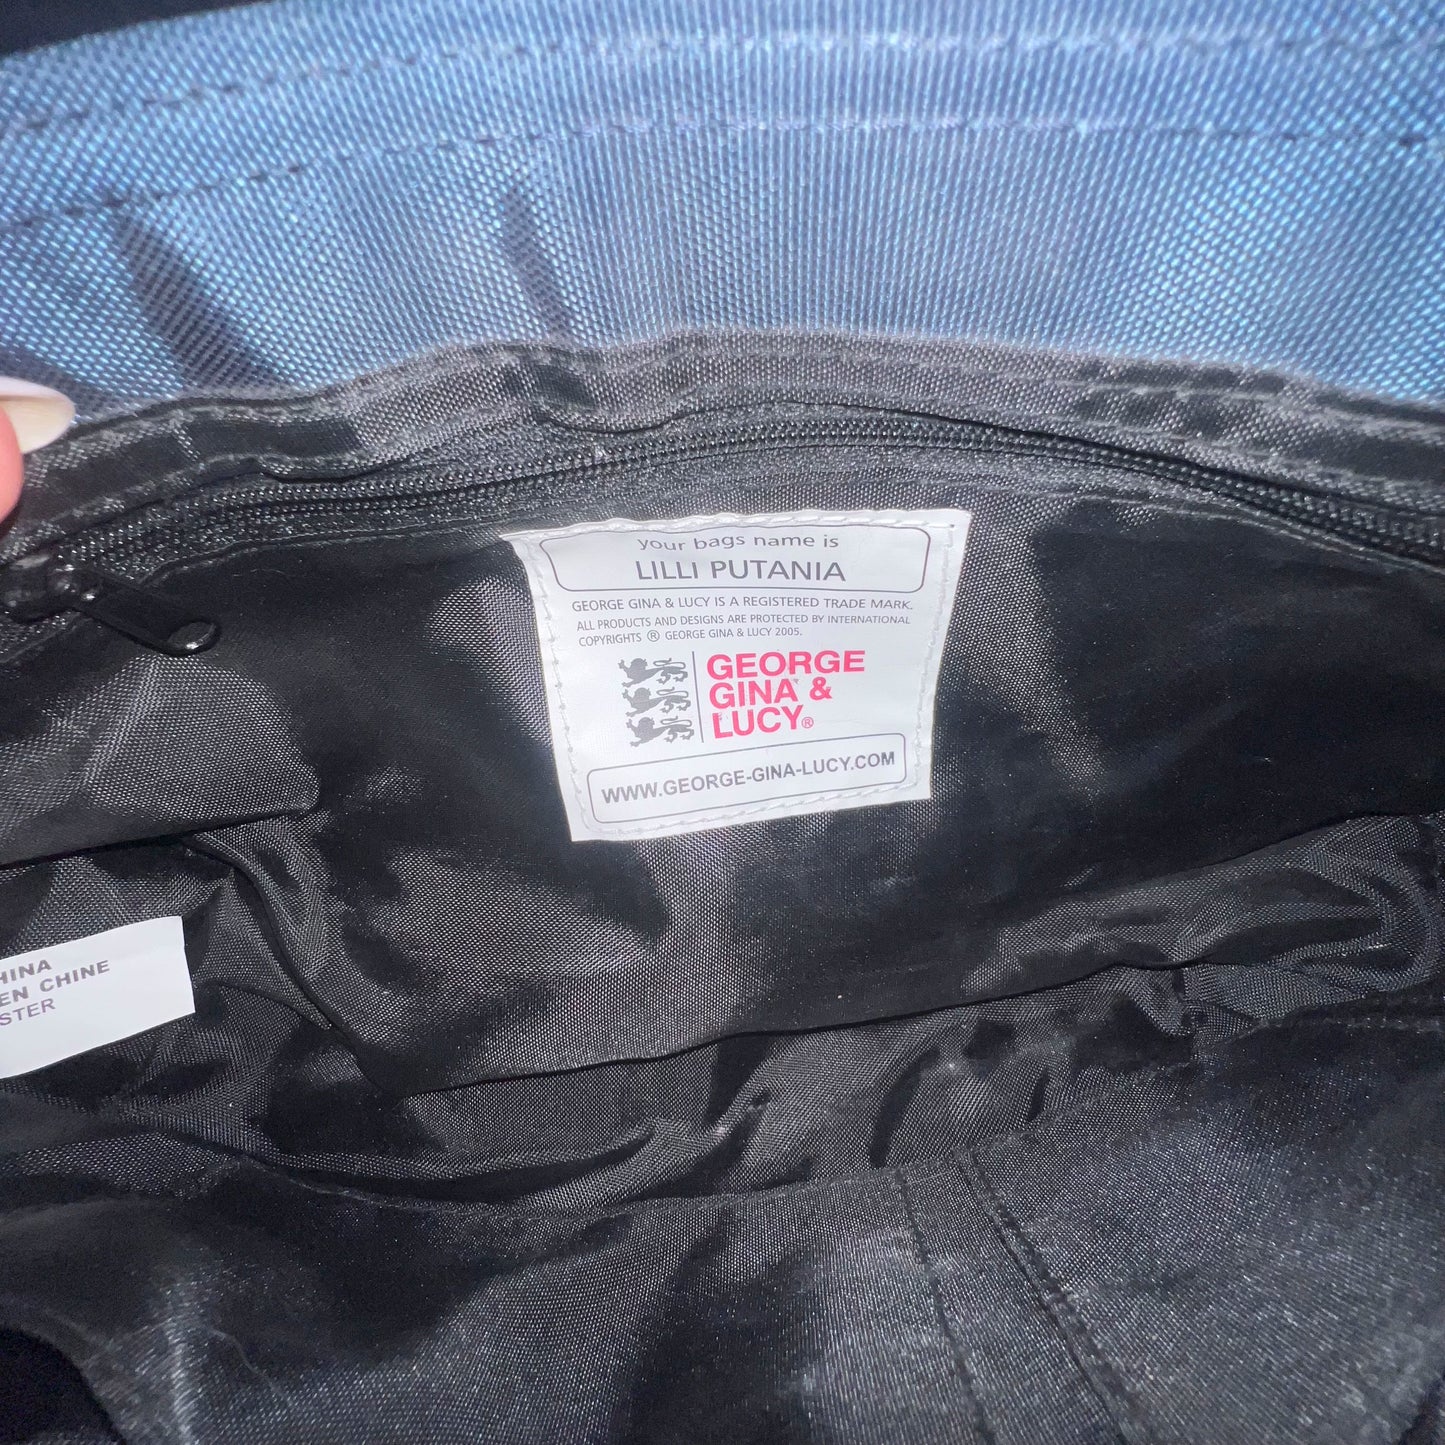 your bags name is
LILLI PUTANIA
GEORGE GINA & LUCY IS A REGISTERED TRADE MARK.
ALL PRODUCTS AND DESIGNS ARE PROTECTED BY INTERNATIONAL
COPYRIGHTS ® GEORGE GINA & LUCY 2005.
GEORGE
GINA &
LUCY®
WWW.GEORGE-GINA-LUCY.COM
HINA
EN CHINE
STER